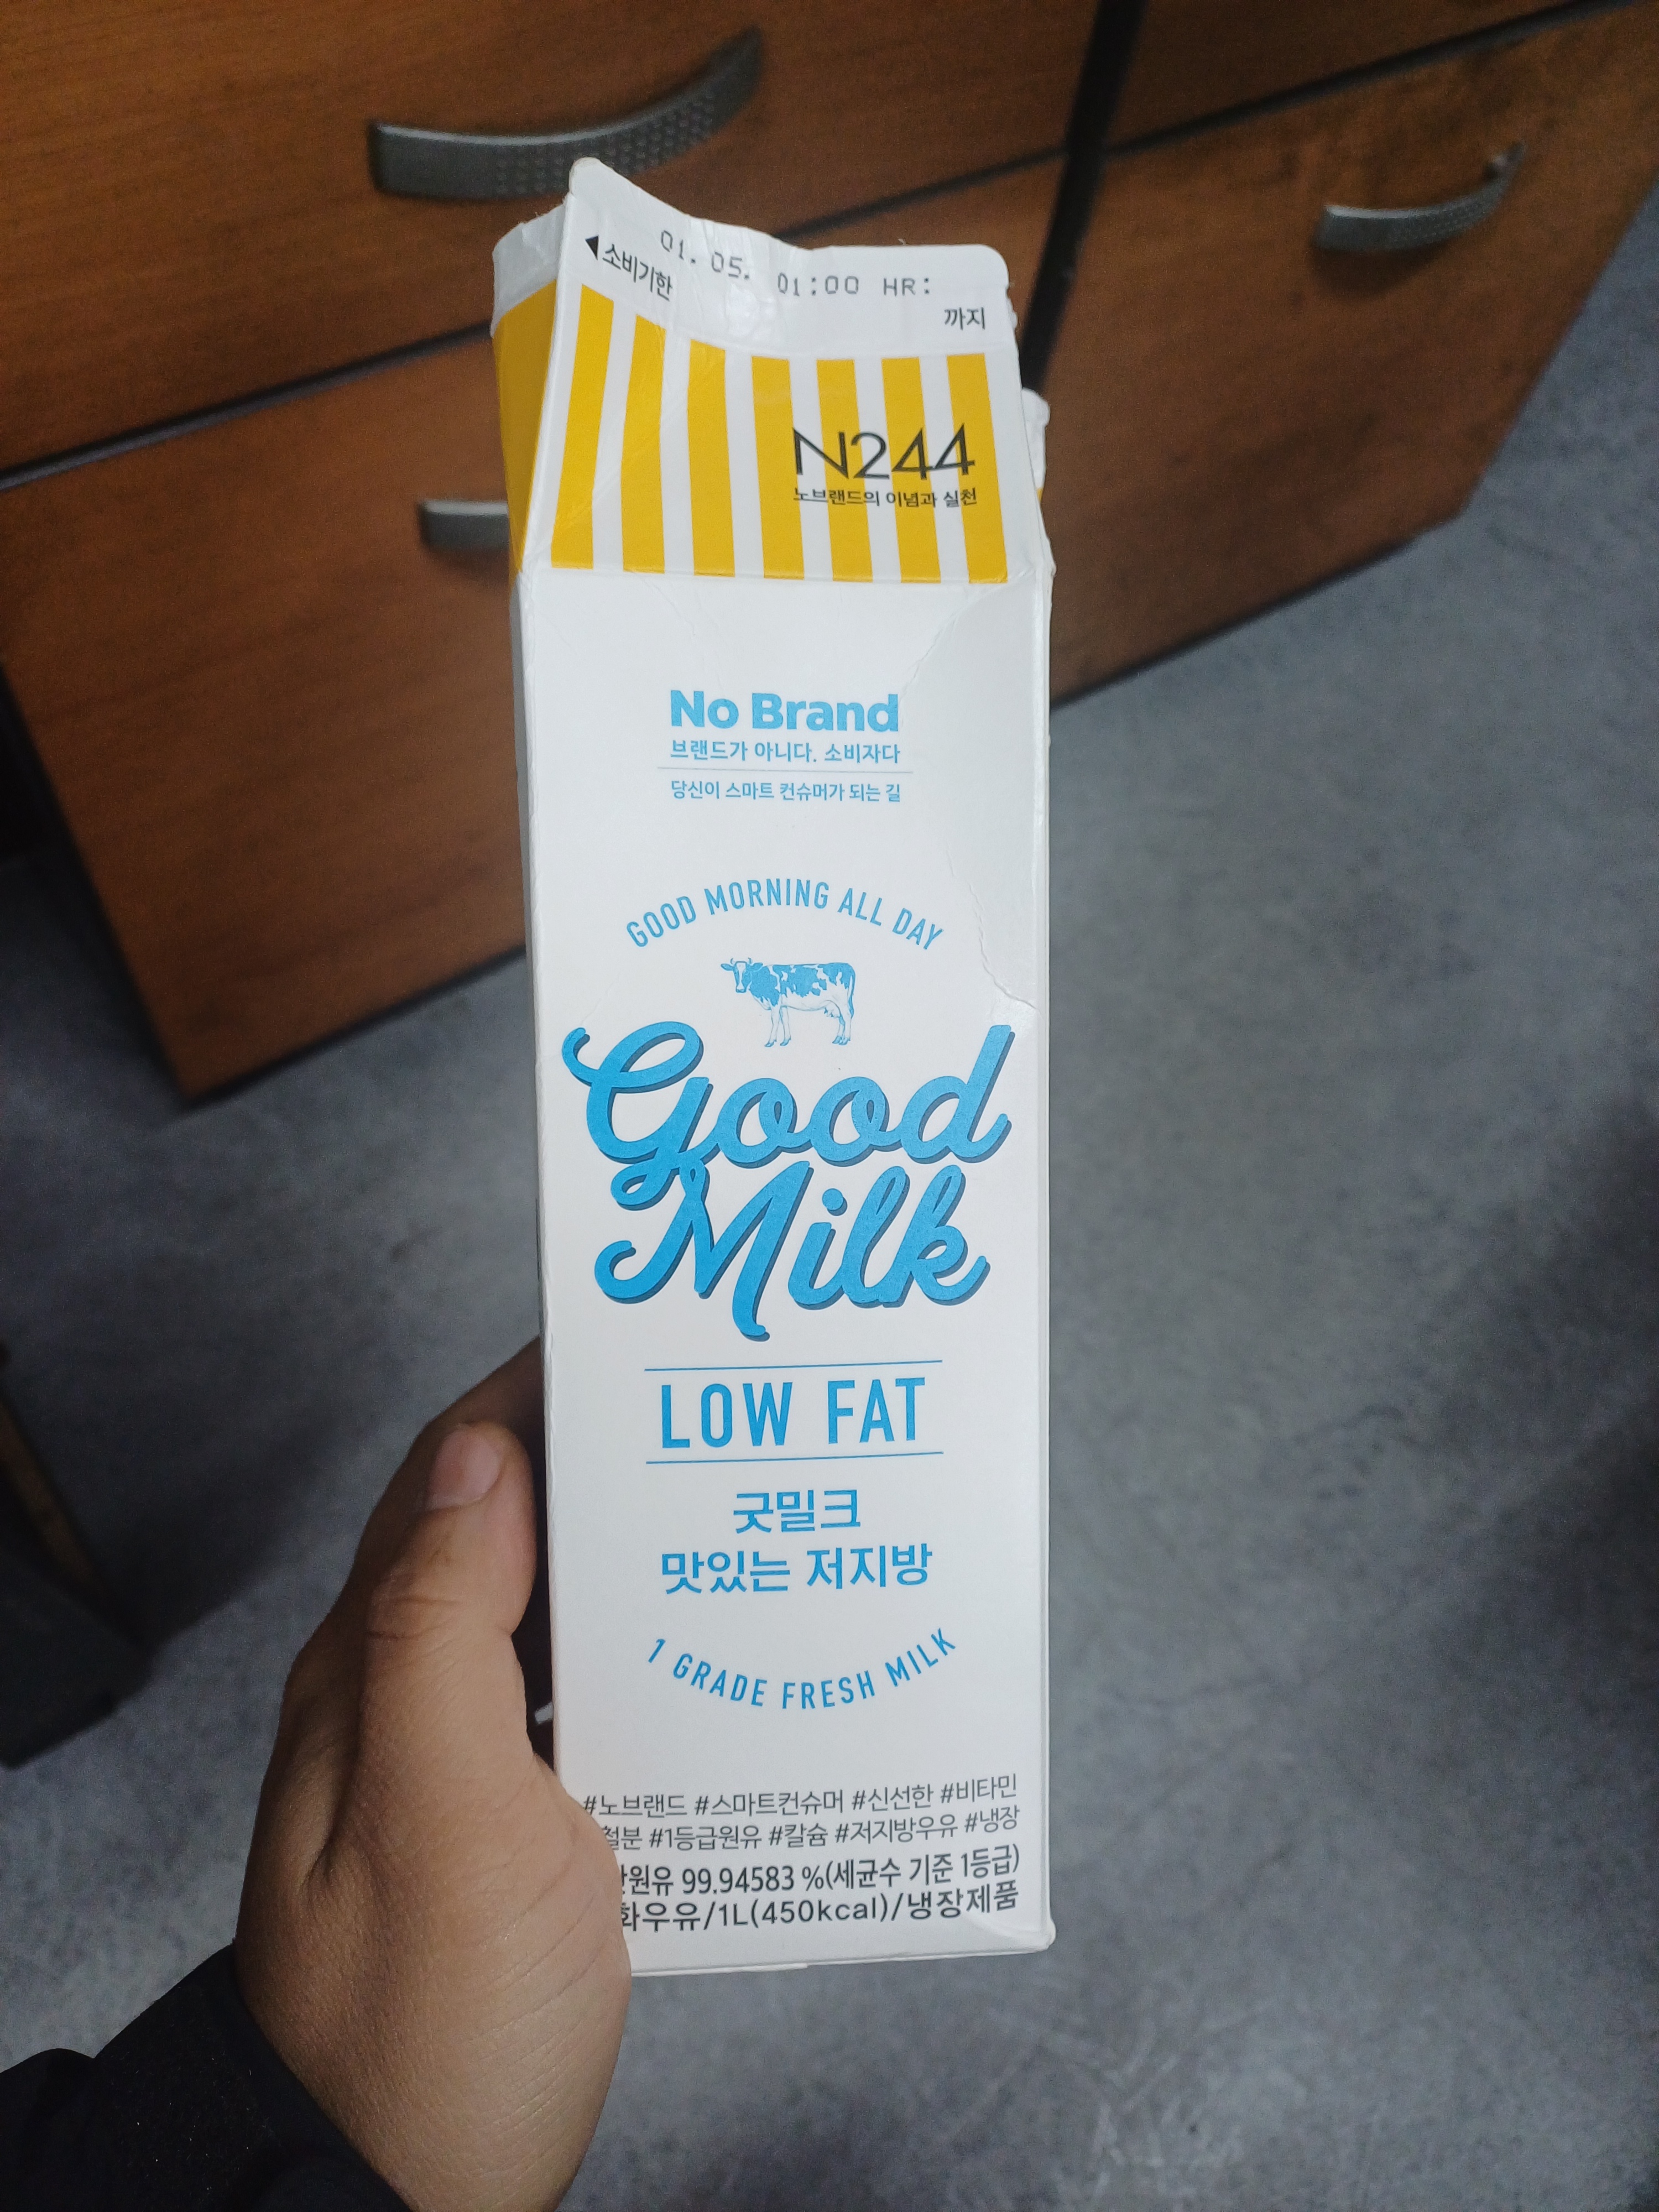 01. 05. 01:00 HR:
◀소비기한
까지
N244
노브랜드의 이념과 실천
No Brand
브랜드가 아니다. 소비자다
당신이 스마트 컨슈머가 되는 길
GOOD MORNING ALL DAY
Good
Milk
LOW FAT
굿밀크
맛있는 저지방
1 GRADE FRESH MILK
#노브랜드 #스마트컨슈머 #신선한 #비타민
철분 #1등급원유 #칼슘 #저지방우유 #냉장
99.94583 %(세균수 기준 1등급)
/1L(450kcal)/냉장제품